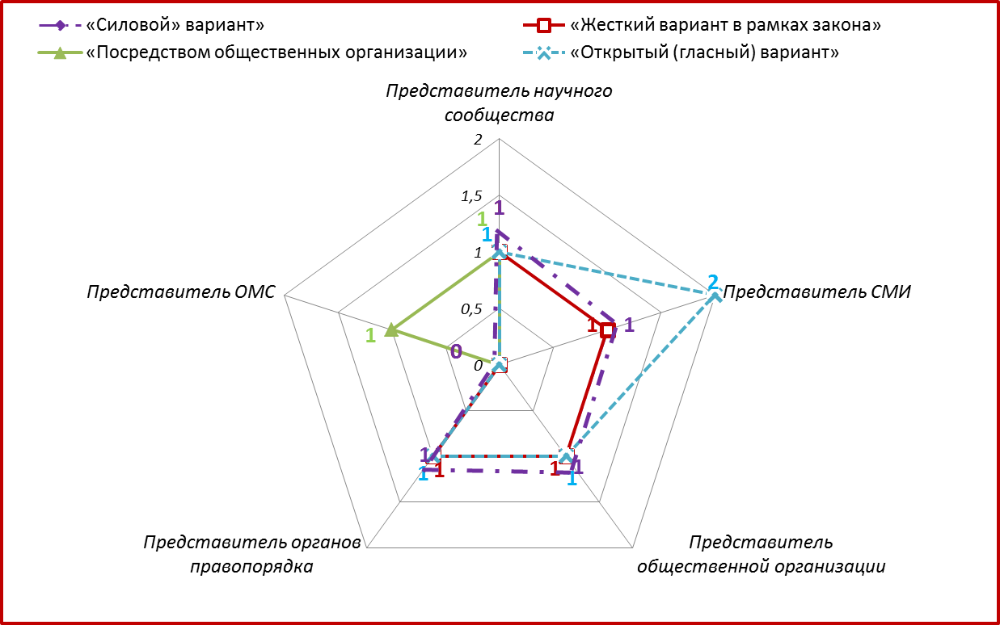 «Силовой» вариант»
«Жесткий вариант в рамках закона»
«Посредством общественных организации»
«Открытый (гласный) вариант»
Представитель научного
сообщества
2
1,5
1
1
1
1
0,5
0
Представитель ОМС
1
0
2
Представитель СМИ
1
1
1
1
1
1
1
1
Представитель органов
правопорядка
Представитель
общественной организации